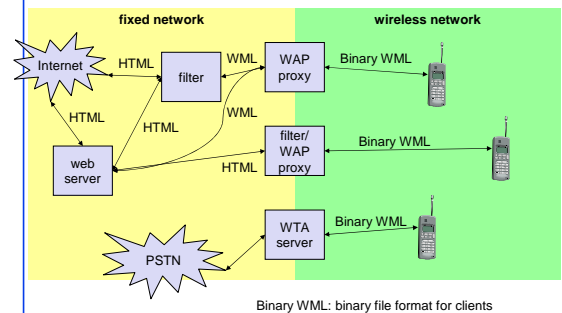 fixed network
wireless network
Internet
HTML
filter
WML
WAP
proxy
Binary WML
HTML
HTML
WML
web
server
HTML
filter/
WAP
proxy
Binary WML
WTA
server
Binary WML
PSTN
Binary WML: binary file format for clients